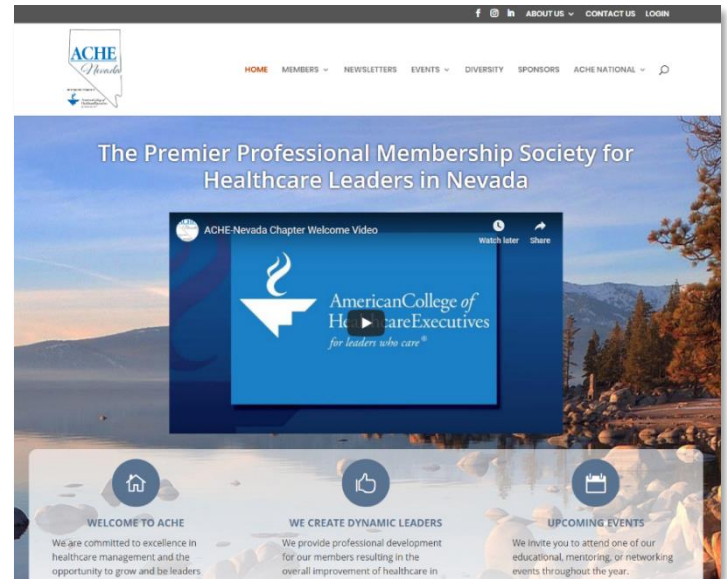 ABOUT US CONTACT US LOGIN
ACHE
Nevada
HOME MEMBERS NEWSLETTERS EVENTS DIVERSITY SPONSORS ACHE NATIONAL
The Premier Professional Membership Society for
Healthcare Leaders in Nevada
ACHE-Nevada Chapter Welcome Video
Watch later Share
AmericanCollege of
HealthcareExecutives
for leaders who care®
WELCOME TO ACHE
We are committed to excellence in
healthcare management and the
opportunity to grow and be leaders
WE CREATE DYNAMIC LEADERS
We provide professional development
for our members resulting in the
overall improvement of healthcare in
UPCOMING EVENTS
We invite you to attend one of our
educational, mentoring, or networking
events throughout the year.